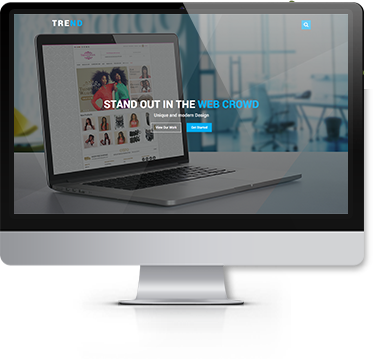 TREND
STAND OUT IN THE WEB CROWD
Unique and modern Design
View Our Work
Get Started